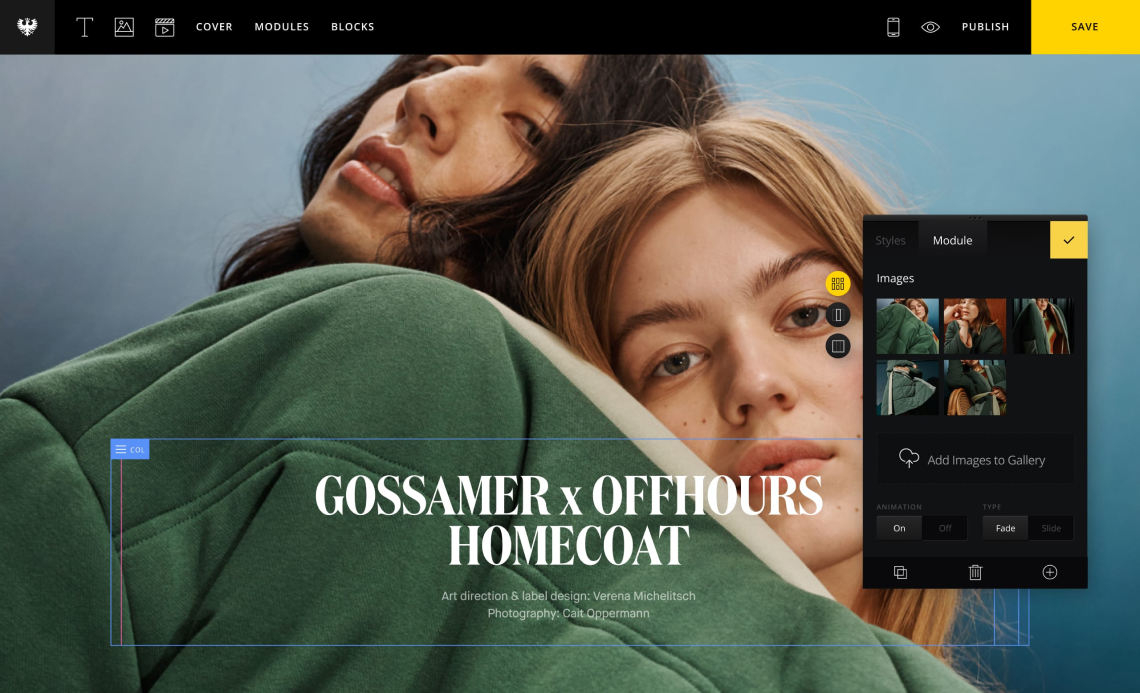 COVER
MODULES
BLOCKS
PUBLISH
SAVE
Styles
Module
Images
COL
GOSSAMER x OFFHOURS
HOMECOAT
Art direction & label design: Verena Michelitsch
Photography: Cait Oppermann
Add Images to Gallery
ANIMATION
TYPE
On
Off
Fade
Slide